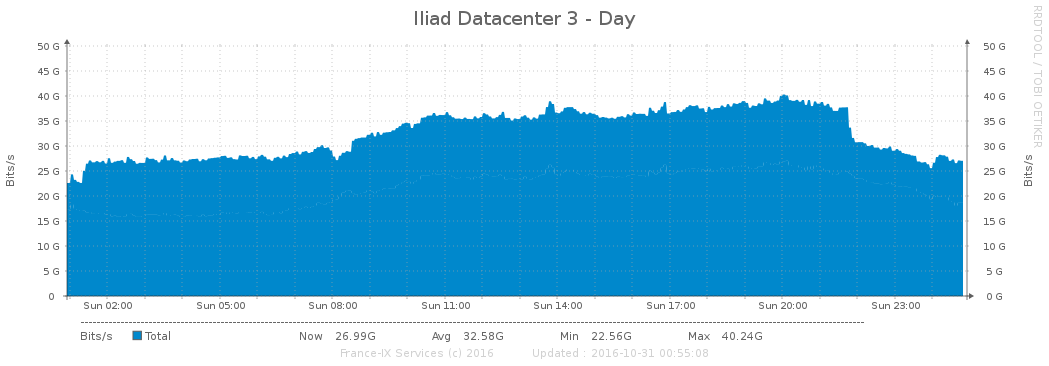 Iliad Datacenter 3 - Day
RRDTOOL / TOBI OETIKER
50 G 50 G
45 G 45 G
40 G 40 G
35 G 35 G
30 G 30 G
25 G 25 G
20 G 20 G
15 G 15 G
10 G 10 G
5 G 5 G
0 0 G
Bits/s Bits/s
Sun 02:00 Sun 05:00 Sun 08:00 Sun 11:00 Sun 14:00 Sun 17:00 Sun 20:00 Sun 23:00
Bits/s Total Now 26.99G Avg 32.58G Min 22.56G Max 40.24G
France-IX Services (c) 2016 Updated : 2016-10-31 00:55:08